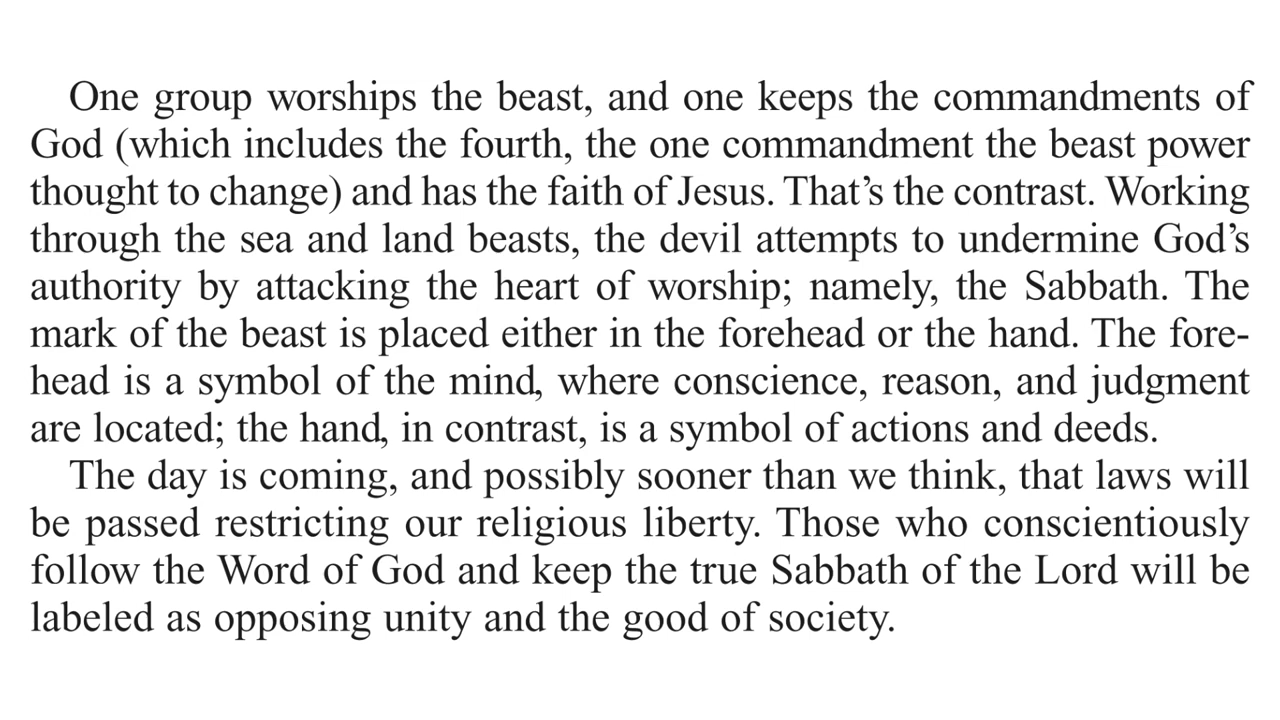 One group worships the beast, and one keeps the commandments of
God (which includes the fourth, the one commandment the beast power
thought to change) and has the faith of Jesus. That’s the contrast. Working
through the sea and land beasts, the devil attempts to undermine God’s
authority by attacking the heart of worship; namely, the Sabbath. The
mark of the beast is placed either in the forehead or the hand. The fore-
head is a symbol of the mind, where conscience, reason, and judgment
are located; the hand, in contrast, is a symbol of actions and deeds.
The day is coming, and possibly sooner than we think, that laws will
be passed restricting our religious liberty. Those who conscientiously
follow the Word of God and keep the true Sabbath of the Lord will be
labeled as opposing unity and the good of society.